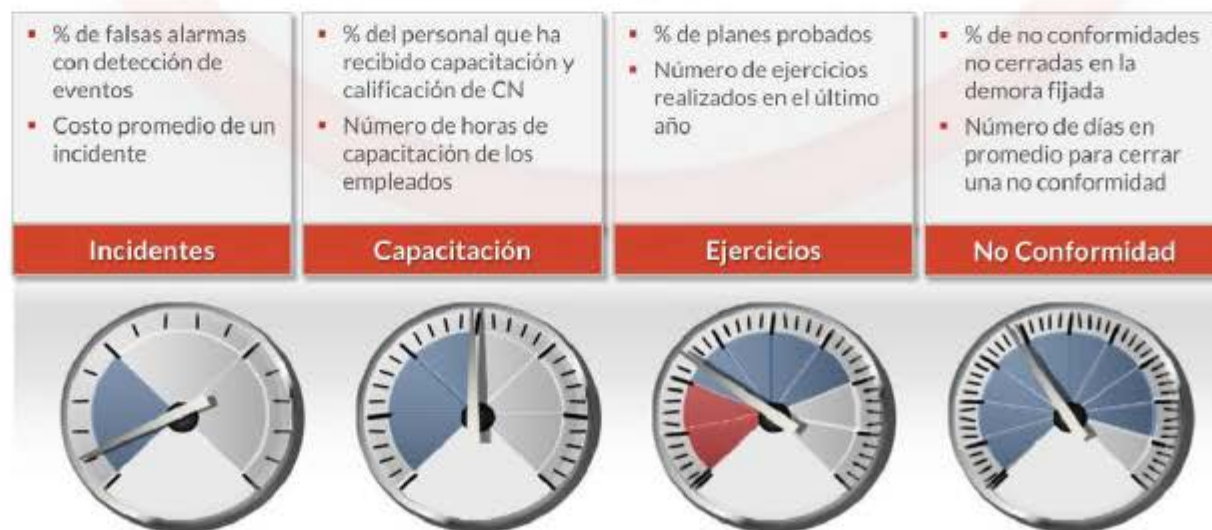 ▪ % de falsas alarmas
con detección de
eventos
▪ Costo promedio de un
incidente
Incidentes
▪ % del personal que ha
recibido capacitación y
calificación de CN
▪ Número de horas de
capacitación de los
empleados
Capacitación
▪ % de planes probados
▪ Número de ejercicios
realizados en el último
año
Ejercicios
▪ % de no conformidades
no cerradas en la
demora fijada
▪ Número de días en
promedio para cerrar
una no conformidad
No Conformidad